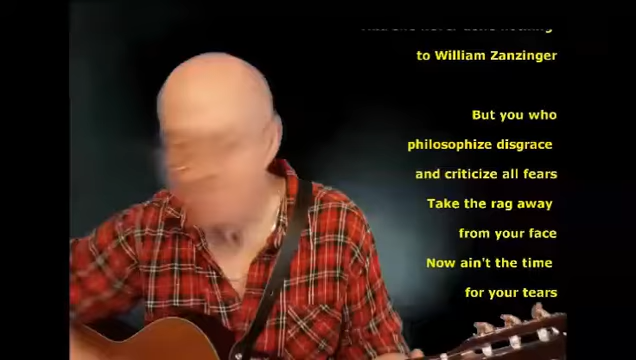 to William Zanzinger
But you who
philosophize disgrace
and criticize all fears
Take the rag away
from your face
Now ain't the time
for your tears